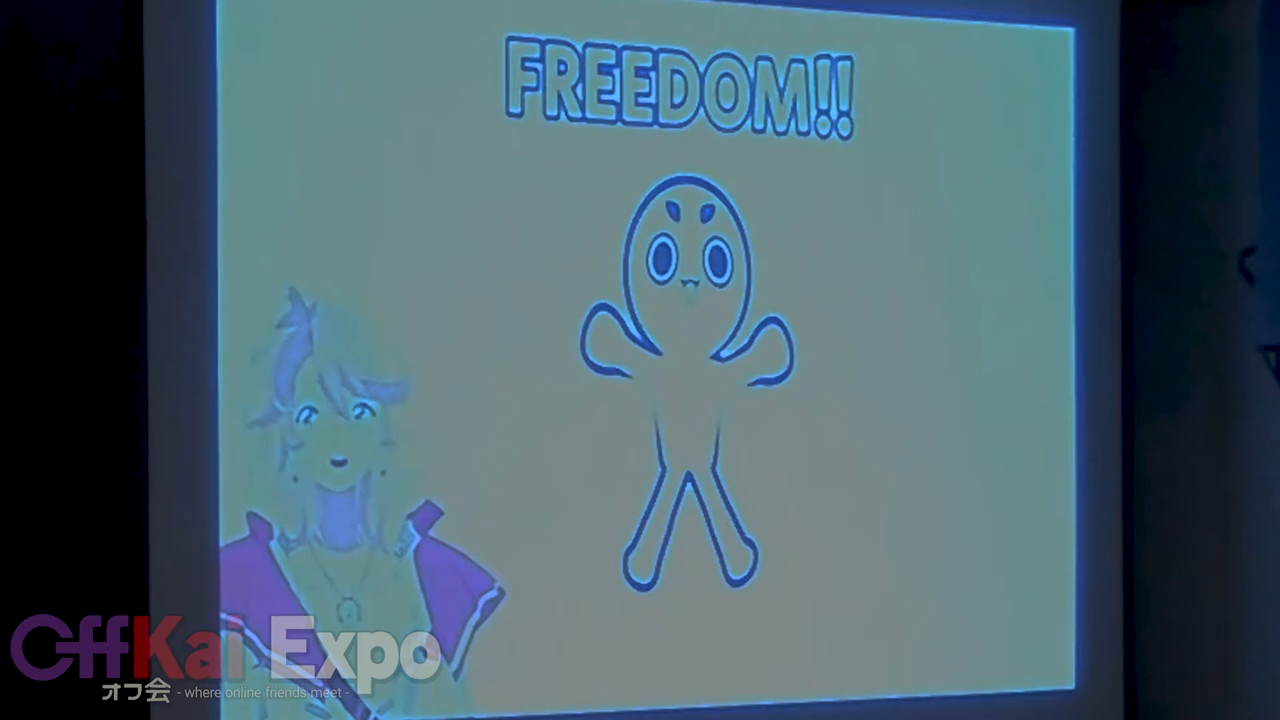 FREEDOM!!
OffKai Expo
オフ会 - where online friends meet -